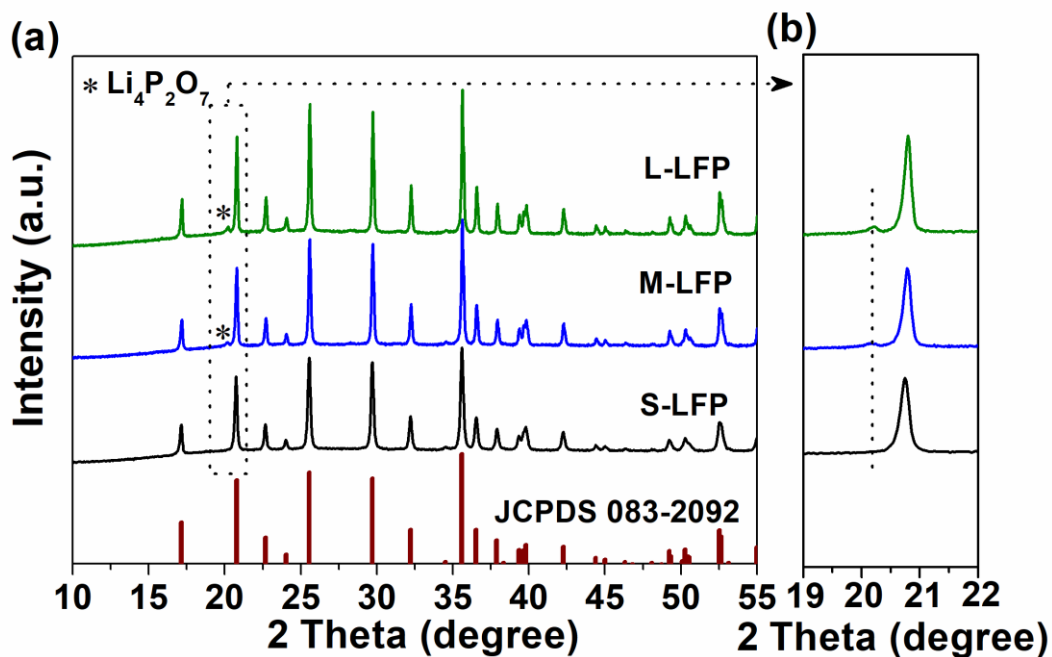 (a)
(b)
* Li₄P₂O₇
*
*
L-LFP
M-LFP
S-LFP
JCPDS 083-2092
Intensity (a.u.)
10 15 20 25 30 35 40 45 50 55
2 Theta (degree)
19 20 21 22
2 Theta (degree)